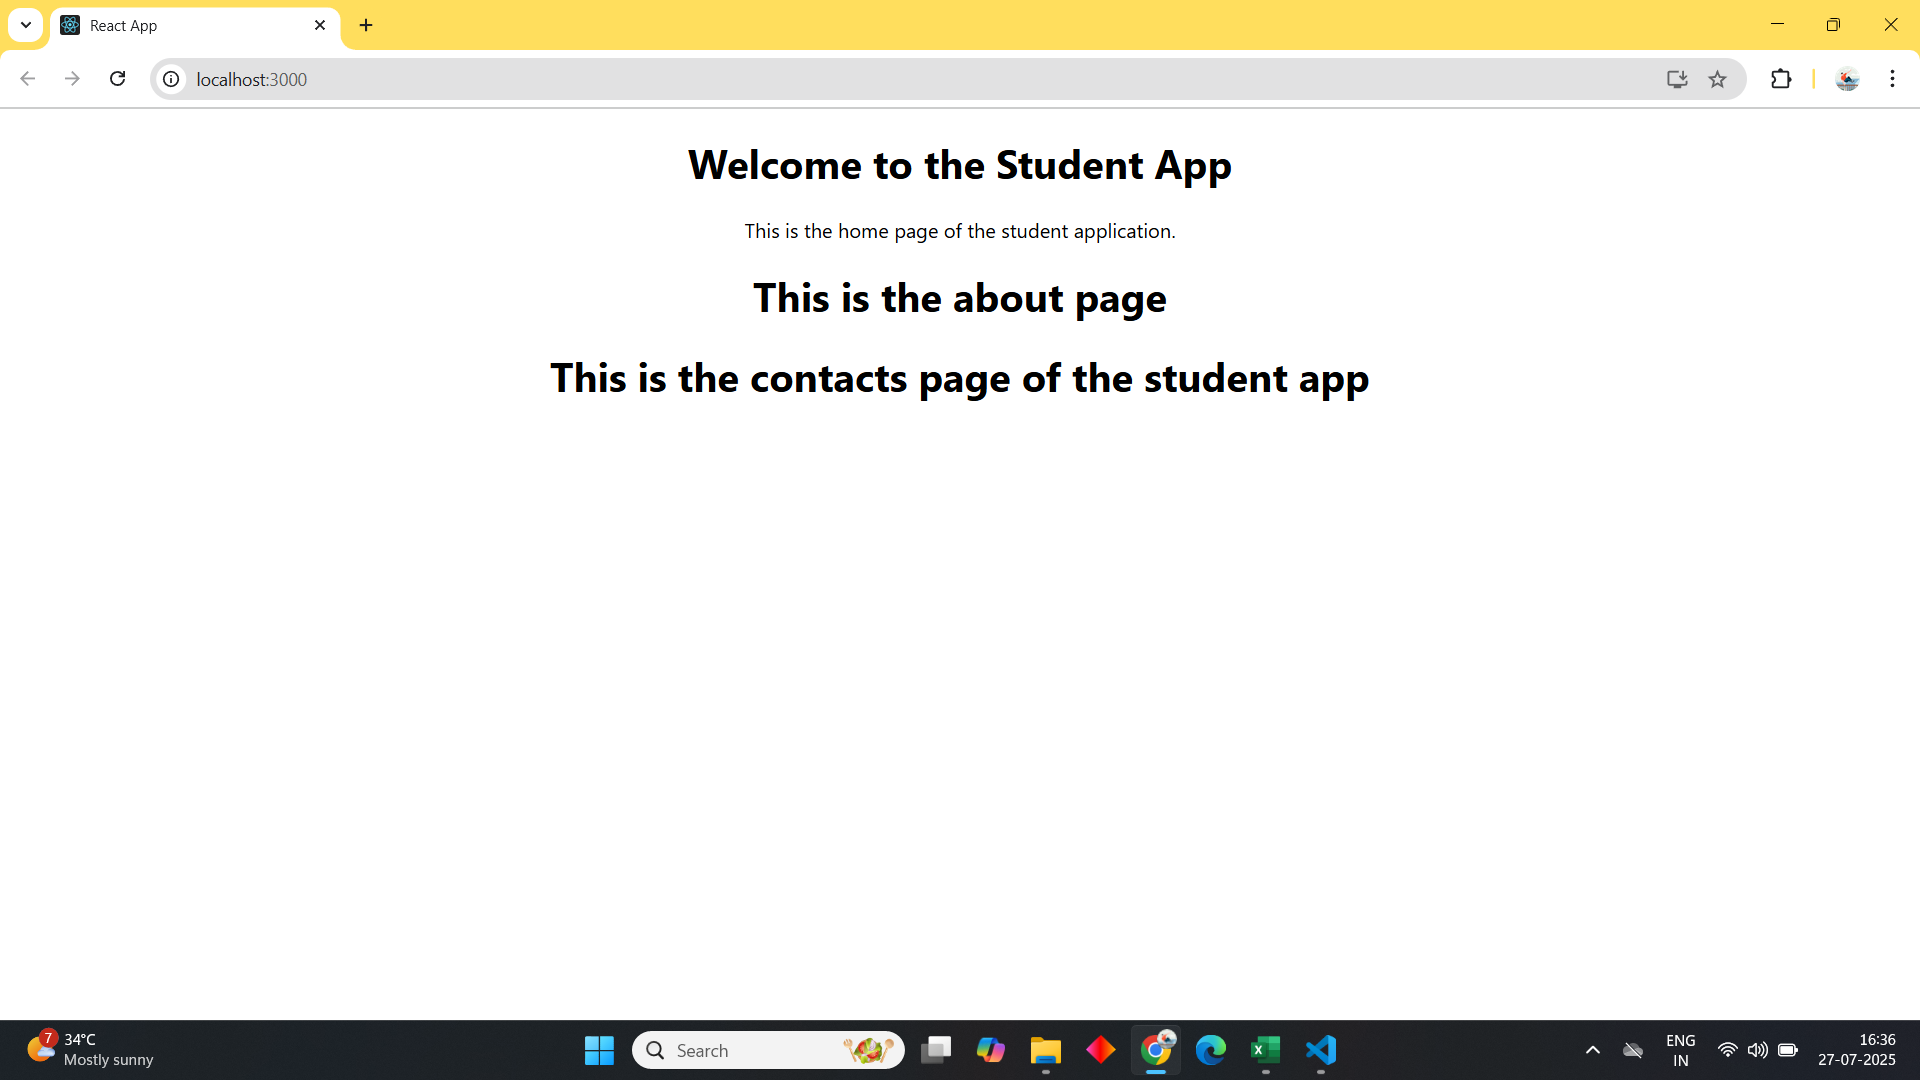 React App
localhost:3000
Welcome to the Student App
This is the home page of the student application.
This is the about page
This is the contacts page of the student app
7
34°C
Mostly sunny
Search
ENG
IN
16:36
27-07-2025